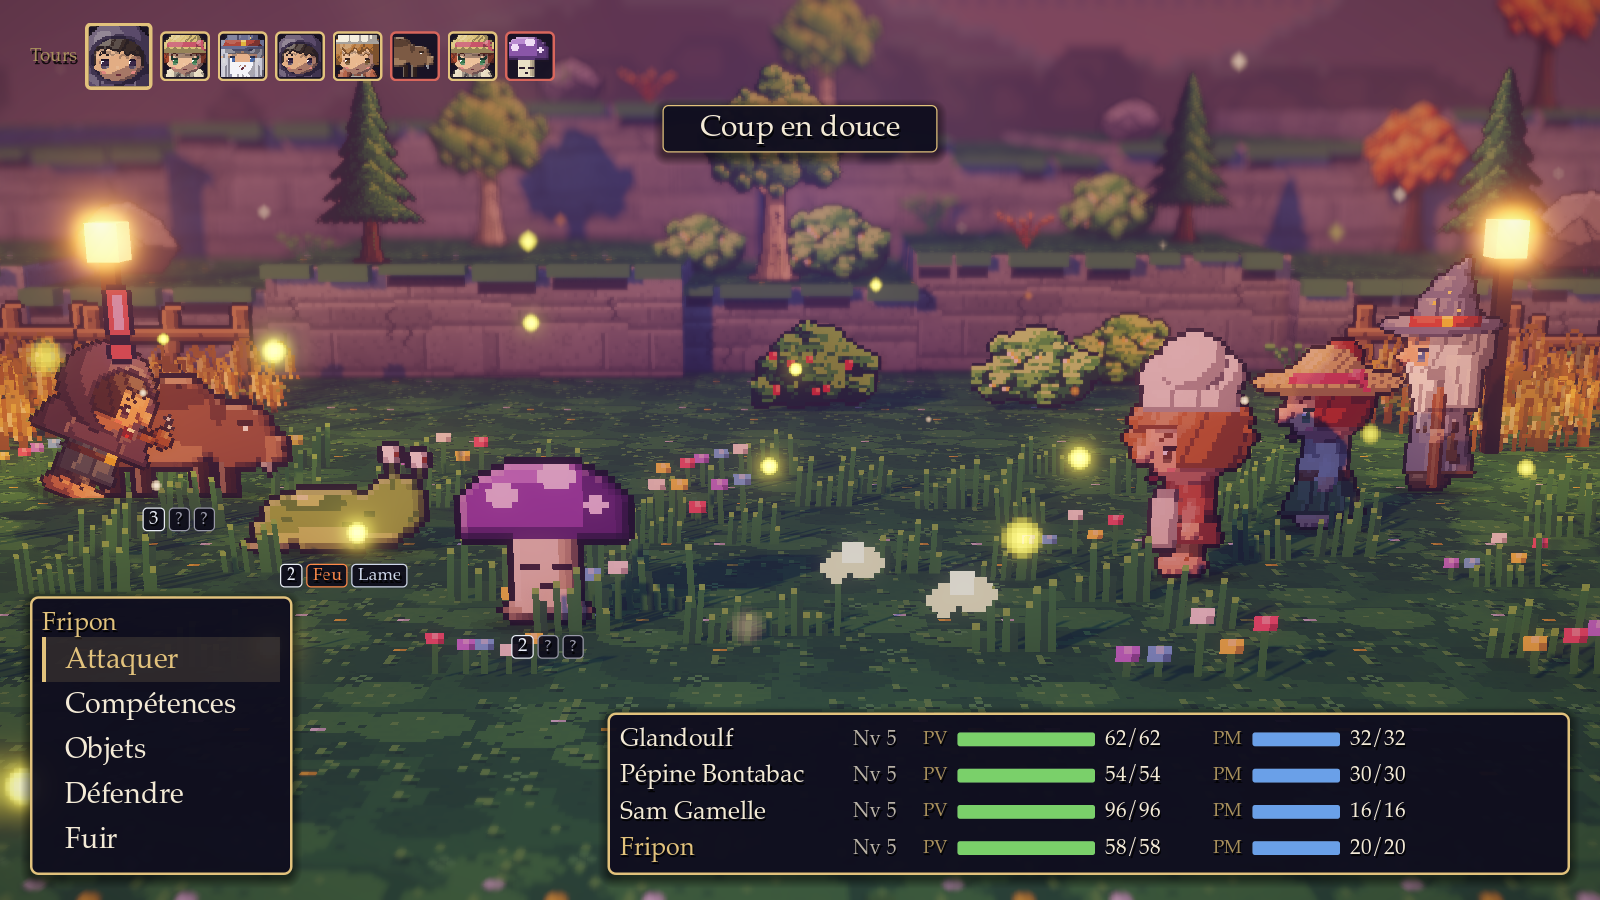 Tours
Coup en douce
3 ? ?
2 Feu Lame
2 ? ?
Fripon
Attaquer
Compétences
Objets
Défendre
Fuir
Glandoulf Nv 5 PV 62/62 PM 32/32
Pépine Bontabac Nv 5 PV 54/54 PM 30/30
Sam Gamelle Nv 5 PV 96/96 PM 16/16
Fripon Nv 5 PV 58/58 PM 20/20